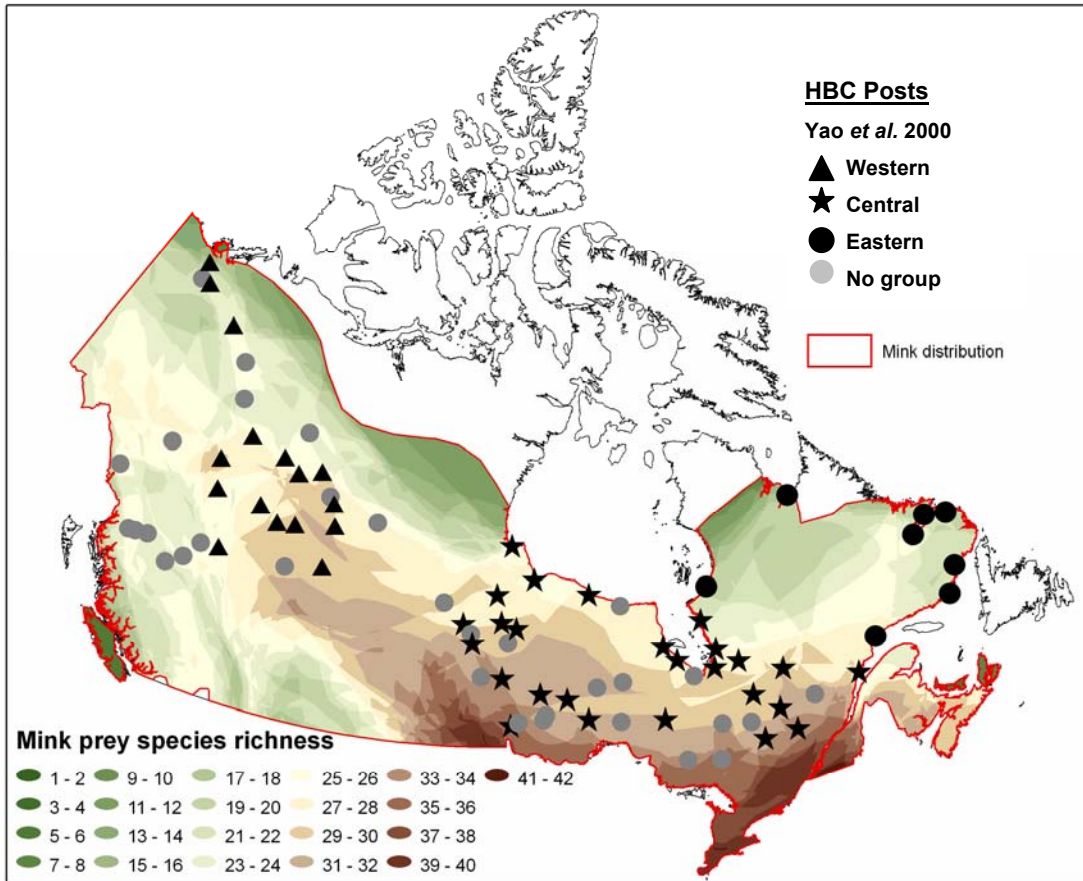 HBC Posts
Yao et al. 2000
Western
Central
Eastern
No group
Mink distribution
Mink prey species richness
1 - 2 9 - 10 17 - 18 25 - 26 33 - 34 41 - 42
3 - 4 11 - 12 19 - 20 27 - 28 35 - 36
5 - 6 13 - 14 21 - 22 29 - 30 37 - 38
7 - 8 15 - 16 23 - 24 31 - 32 39 - 40